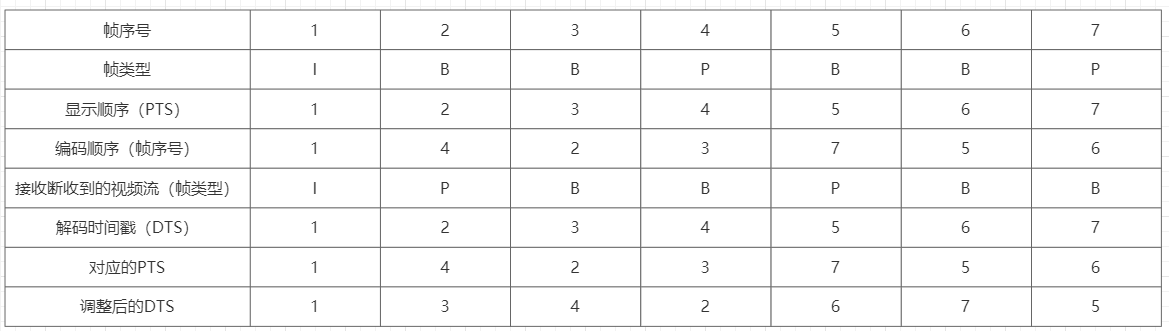 帧序号 1 2 3 4 5 6 7
帧类型 I B B P B B P
显示顺序（PTS） 1 2 3 4 5 6 7
编码顺序（帧序号） 1 4 2 3 7 5 6
接收断收到的视频流（帧类型） I P B B P B B
解码时间戳（DTS） 1 2 3 4 5 6 7
对应的PTS 1 4 2 3 7 5 6
调整后的DTS 1 3 4 2 6 7 5